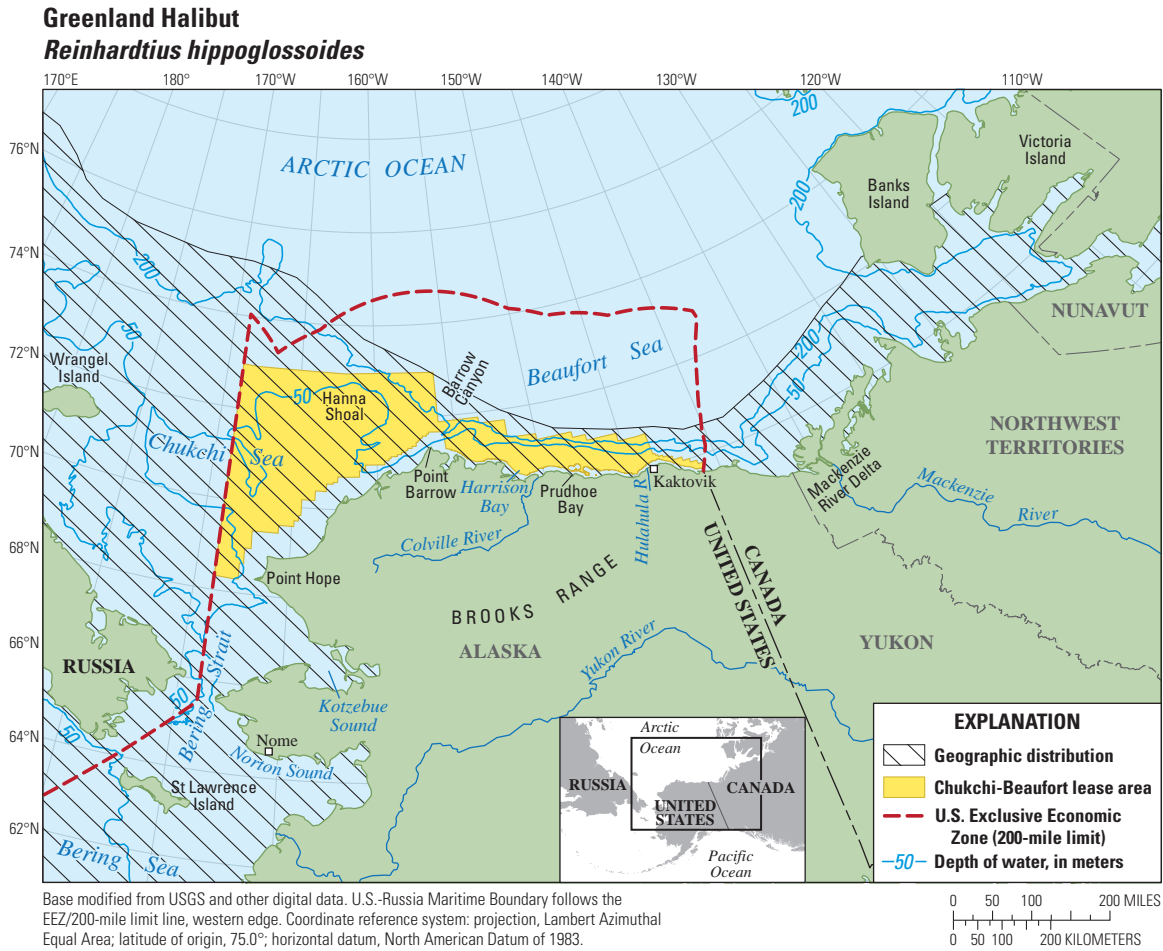 Greenland Halibut
Reinhardtius hippoglossoides
170°E 180° 170°W 160°W 150°W 140°W 130°W 120°W 110°W
76°N
74°N
72°N
70°N
68°N
66°N
64°N
62°N
ARCTIC OCEAN
200
200
200
Victoria
Island
Banks
Island
NUNAVUT
200
50
Wrangel
Island
Beaufort Sea
Barrow
Canyon
50
Hanna
Shoal
Chukchi Sea
50
NORTHWEST
TERRITORIES
Point
Barrow
Harrison
Bay
Prudhoe
Bay
Hulahula R.
Kaktovik
Mackenzie
River Delta
Mackenzie
River
Colville River
Point Hope
BROOKS RANGE
CANADA
UNITED STATES
ALASKA
YUKON
RUSSIA
Yukon River
Bering Strait
50
50
Kotzebue
Sound
Nome
Norton Sound
St Lawrence
Island
Bering Sea
Arctic
Ocean
RUSSIA
UNITED
STATES
CANADA
Pacific
Ocean
EXPLANATION
Geographic distribution
Chukchi-Beaufort lease area
U.S. Exclusive Economic
Zone (200-mile limit)
50 Depth of water, in meters
Base modified from USGS and other digital data. U.S.-Russia Maritime Boundary follows the
EEZ/200-mile limit line, western edge. Coordinate reference system: projection, Lambert Azimuthal
Equal Area; latitude of origin, 75.0°; horizontal datum, North American Datum of 1983.
0 50 100 200 MILES
0 50 100 200 KILOMETERS